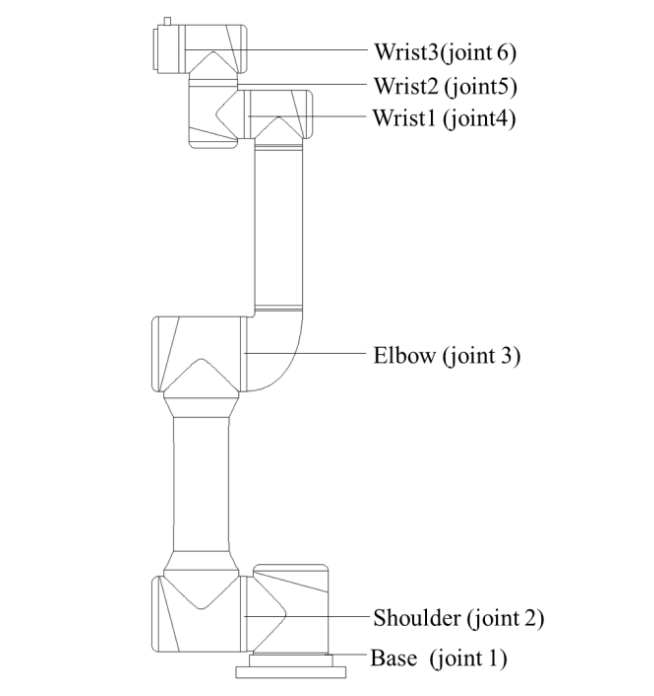 Wrist3(joint 6)
Wrist2 (joint5)
Wrist1 (joint4)
Elbow (joint 3)
Shoulder (joint 2)
Base (joint 1)